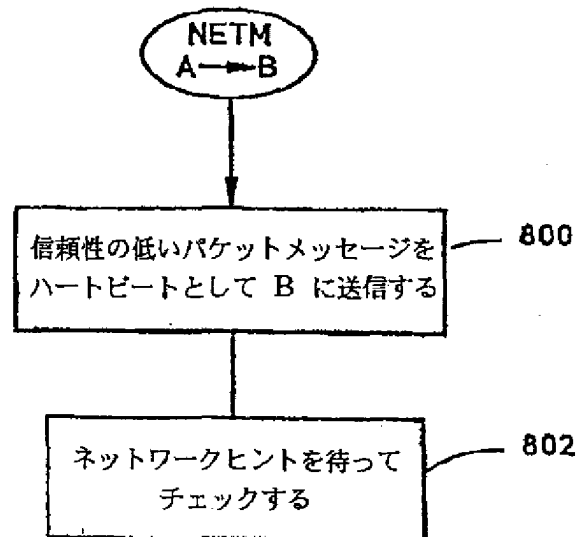 NETM
A→B
信頼性の低いパケットメッセージを
ハートビートとして B に送信する
800
ネットワークヒントを待って
チェックする
802